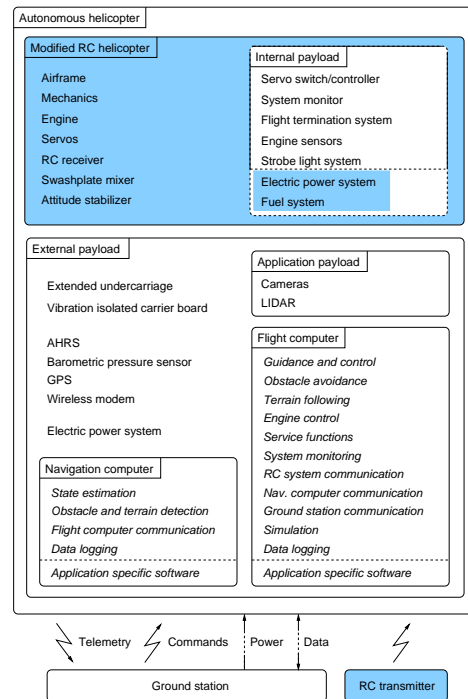 Autonomous helicopter
Modified RC helicopter
Airframe
Mechanics
Engine
Servos
RC receiver
Swashplate mixer
Attitude stabilizer
Internal payload
Servo switch/controller
System monitor
Flight termination system
Engine sensors
Strobe light system
Electric power system
Fuel system
External payload
Extended undercarriage
Vibration isolated carrier board
AHRS
Barometric pressure sensor
GPS
Wireless modem
Electric power system
Navigation computer
State estimation
Obstacle and terrain detection
Flight computer communication
Data logging
Application specific software
Application payload
Cameras
LIDAR
Flight computer
Guidance and control
Obstacle avoidance
Terrain following
Engine control
Service functions
System monitoring
RC system communication
Nav. computer communication
Ground station communication
Simulation
Data logging
Application specific software
Telemetry
Commands
Power
Data
Ground station
RC transmitter